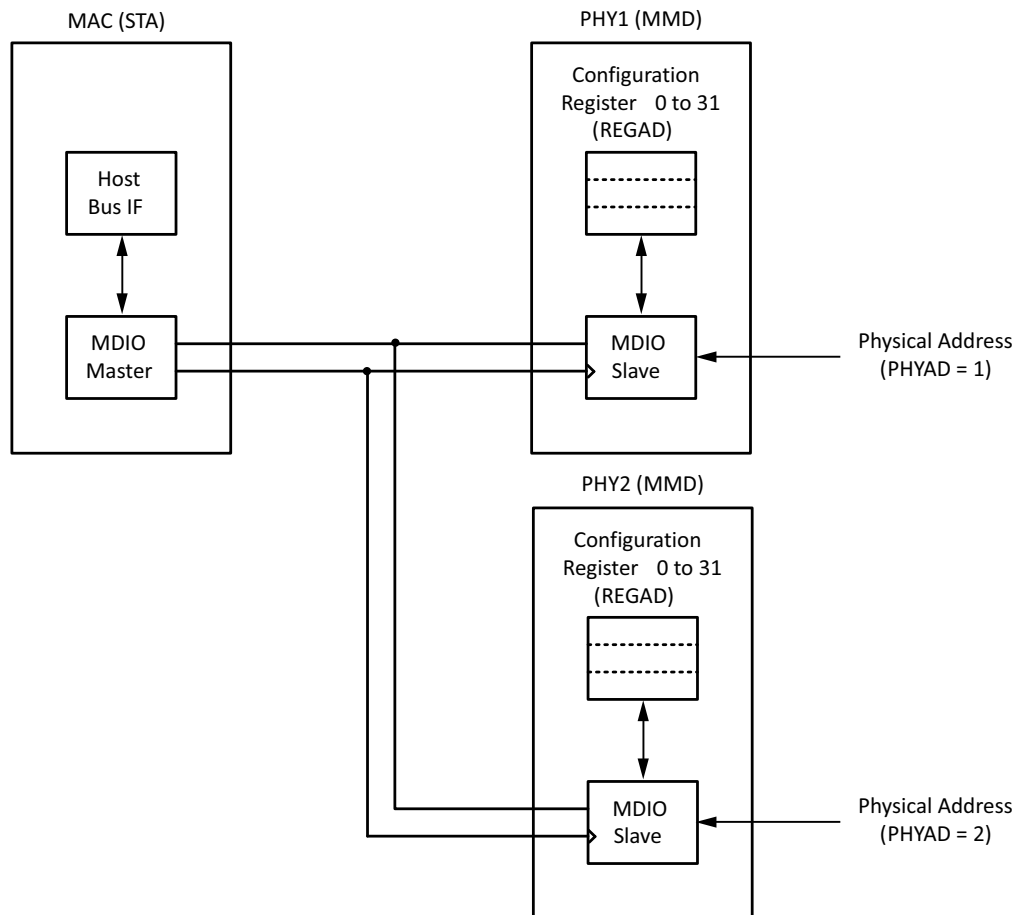 MAC (STA)
Host
Bus IF
MDIO
Master
PHY1 (MMD)
Configuration
Register 0 to 31
(REGAD)
MDIO
Slave
Physical Address
(PHYAD = 1)
PHY2 (MMD)
Configuration
Register 0 to 31
(REGAD)
MDIO
Slave
Physical Address
(PHYAD = 2)